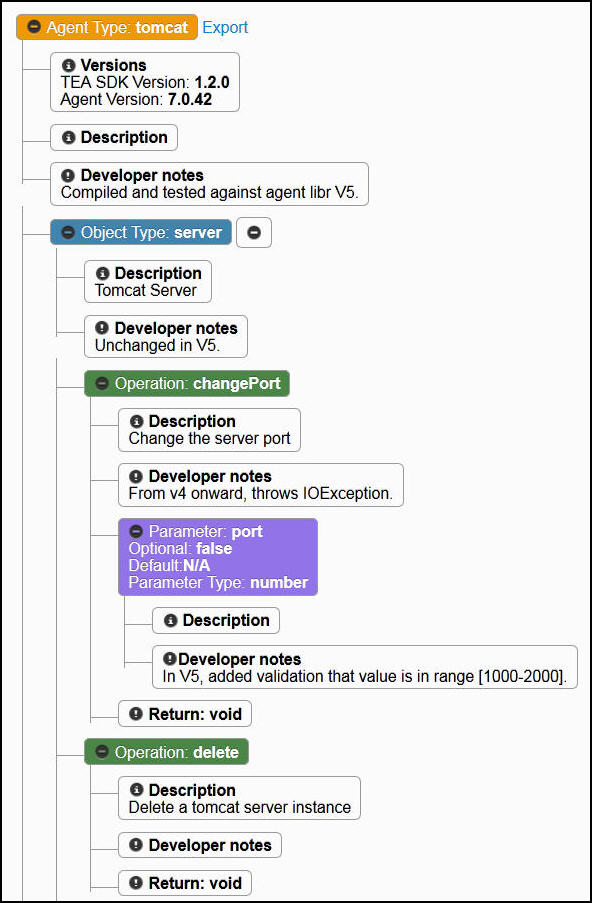 Agent Type: tomcat Export
Versions
TEA SDK Version: 1.2.0
Agent Version: 7.0.42
Description
Developer notes
Compiled and tested against agent libr V5.
Object Type: server
Description
Tomcat Server
Developer notes
Unchanged in V5.
Operation: changePort
Description
Change the server port
Developer notes
From v4 onward, throws IOException.
Parameter: port
Optional: false
Default:N/A
Parameter Type: number
Description
Developer notes
In V5, added validation that value is in range [1000-2000].
Return: void
Operation: delete
Description
Delete a tomcat server instance
Developer notes
Return: void